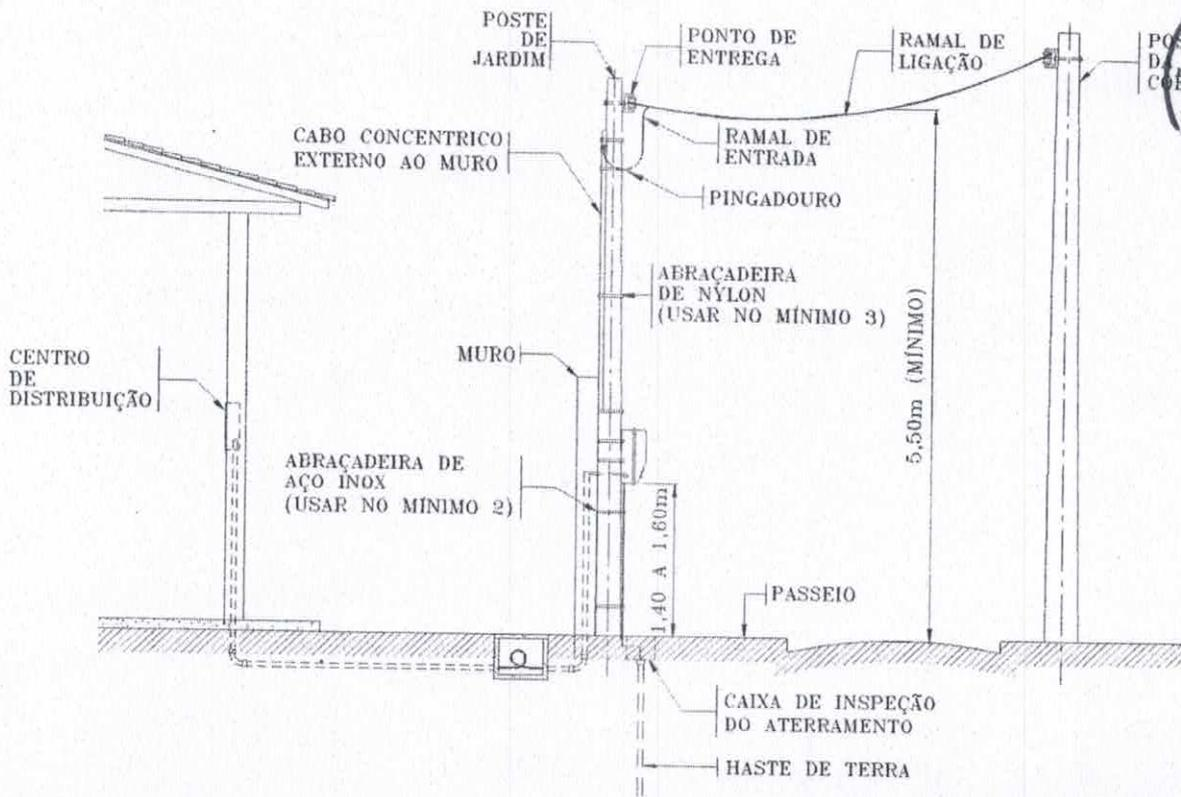 POSTE
DE
JARDIM
PONTO DE
ENTREGA
RAMAL DE
LIGAÇÃO
CABO CONCENTRICO
EXTERNO AO MURO
RAMAL DE
ENTRADA
PINGADOURO
ABRAÇADEIRA
DE NYLON
(USAR NO MÍNIMO 3)
MURO
CENTRO
DE
DISTRIBUIÇÃO
ABRAÇADEIRA DE
AÇO INOX
(USAR NO MÍNIMO 2)
5,50m (MÍNIMO)
1,40 A 1,60m
PASSEIO
CAIXA DE INSPEÇÃO
DO ATERRAMENTO
HASTE DE TERRA